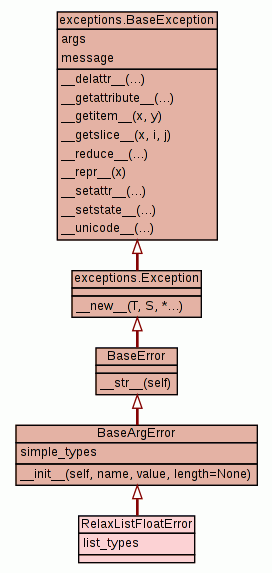 exceptions.BaseException
args
message
__delattr__(...)
__getattribute__(...)
__getitem__(x, y)
__getslice__(x, i, j)
__reduce__(...)
__repr__(x)
__setattr__(...)
__setstate__(...)
__unicode__(...)
exceptions.Exception
__new__(T, S, *...)
BaseError
__str__(self)
BaseArgError
simple_types
__init__(self, name, value, length=None)
RelaxListFloatError
list_types